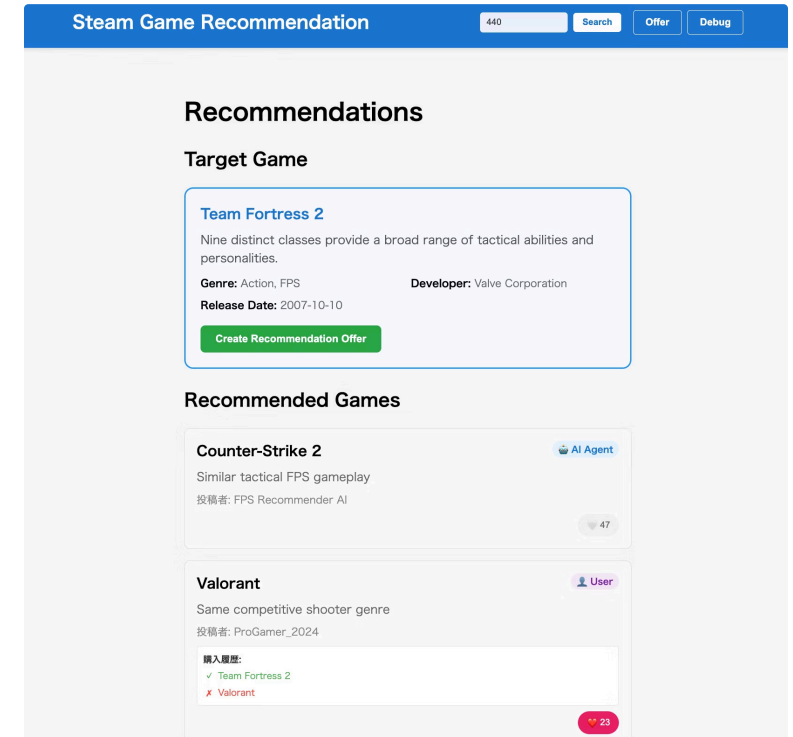 Steam Game Recommendation
440
Search
Offer
Debug
Recommendations
Target Game
Team Fortress 2
Nine distinct classes provide a broad range of tactical abilities and
personalities.
Genre: Action, FPS
Developer: Valve Corporation
Release Date: 2007-10-10
Create Recommendation Offer
Recommended Games
Counter-Strike 2
AI Agent
Similar tactical FPS gameplay
投稿者: FPS Recommender AI
47
Valorant
User
Same competitive shooter genre
投稿者: ProGamer_2024
購入履歴:
✓ Team Fortress 2
✗ Valorant
23